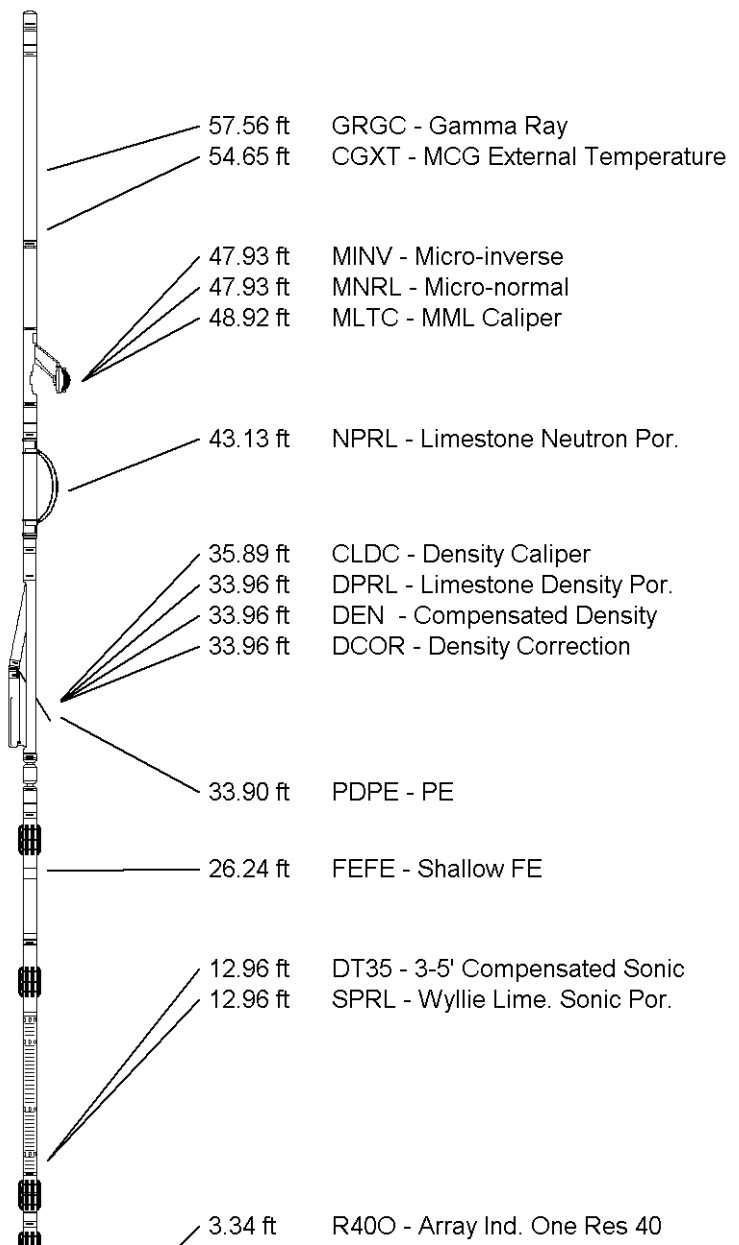 57.56 ft GRGC - Gamma Ray
54.65 ft CGXT - MCG External Temperature
47.93 ft MINV - Micro-inverse
47.93 ft MNRL - Micro-normal
48.92 ft MLTC - MML Caliper
43.13 ft NPRL - Limestone Neutron Por.
35.89 ft CLDC - Density Caliper
33.96 ft DPRL - Limestone Density Por.
33.96 ft DEN - Compensated Density
33.96 ft DCOR - Density Correction
33.90 ft PDPE - PE
26.24 ft FEFE - Shallow FE
12.96 ft DT35 - 3-5' Compensated Sonic
12.96 ft SPRL - Wyllie Lime. Sonic Por.
3.34 ft R40O - Array Ind. One Res 40